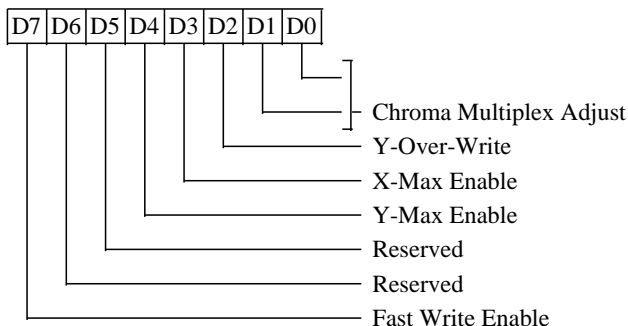 D7 D6 D5 D4 D3 D2 D1 D0
Chroma Multiplex Adjust
Y-Over-Write
X-Max Enable
Y-Max Enable
Reserved
Reserved
Fast Write Enable